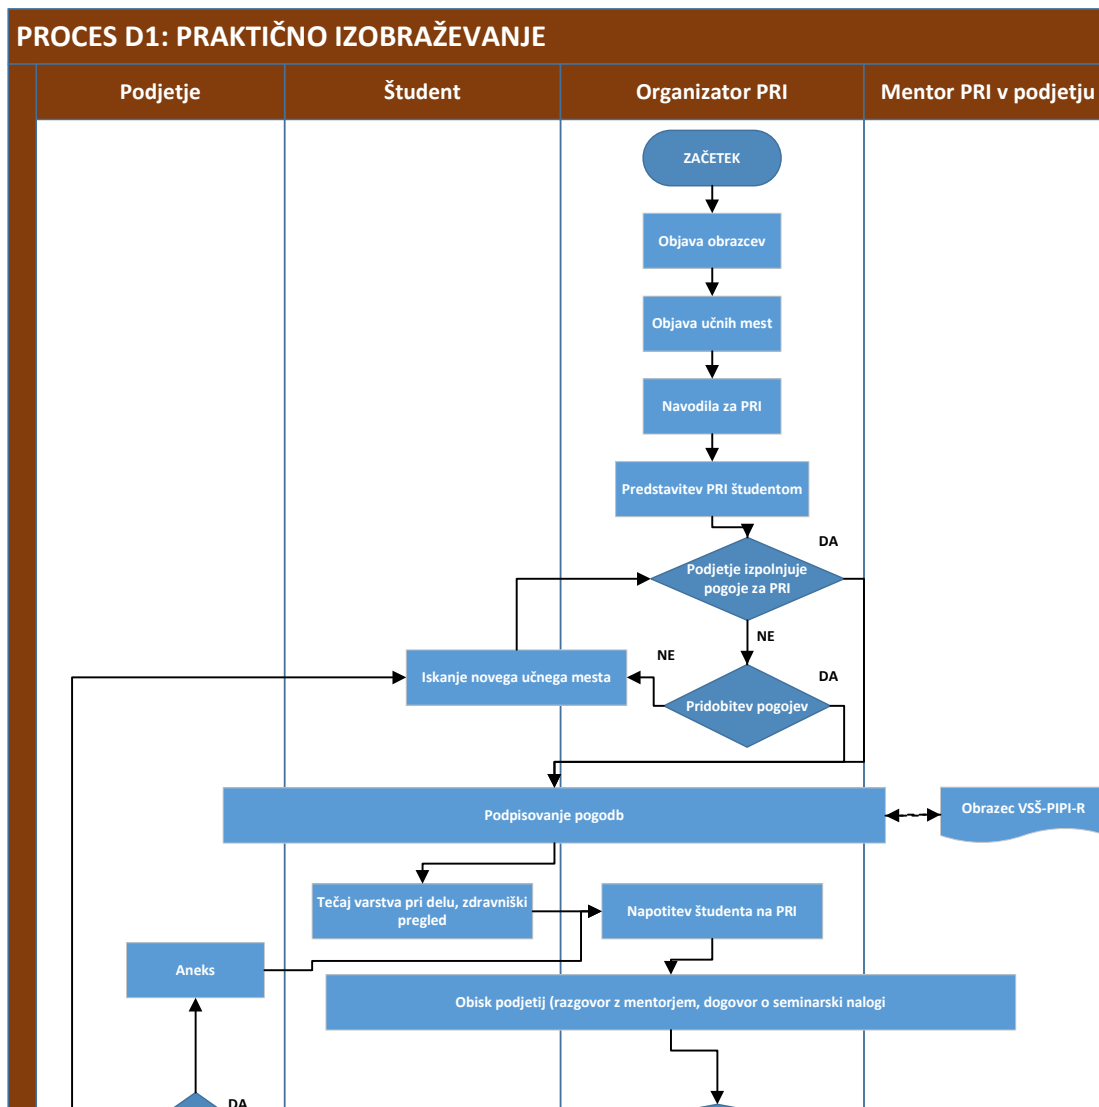 PROCES D1: PRAKTIČNO IZOBRAŽEVANJE
Podjetje
Študent
Organizator PRI
Mentor PRI v podjetju
ZAČETEK
Objava obrazcev
Objava učnih mest
Navodila za PRI
Predstavitev PRI študentom
DA
Podjetje izpolnjuje
pogoje za PRI
NE
NE
Iskanje novega učnega mesta
DA
Pridobitev pogojev
Podpisovanje pogodb
Obrazec VSŠ-PIPI-R
Tečaj varstva pri delu, zdravniški
pregled
Napotitev študenta na PRI
Aneks
Obisk podjetij (razgovor z mentorjem, dogovor o seminarski nalogi
DA